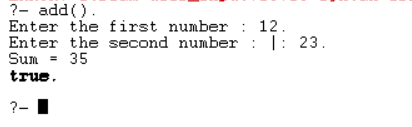 ?- add().
Enter the first number : 12.
Enter the second number : |: 23.
Sum = 35
true.
?-